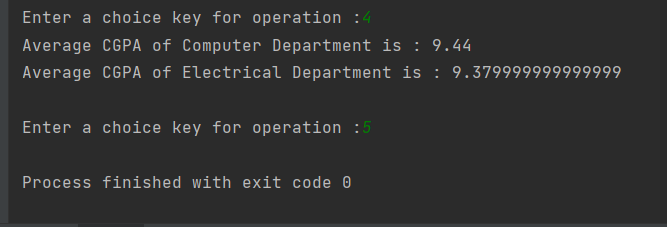 Enter a choice key for operation :4
Average CGPA of Computer Department is : 9.44
Average CGPA of Electrical Department is : 9.379999999999999
Enter a choice key for operation :5
Process finished with exit code 0